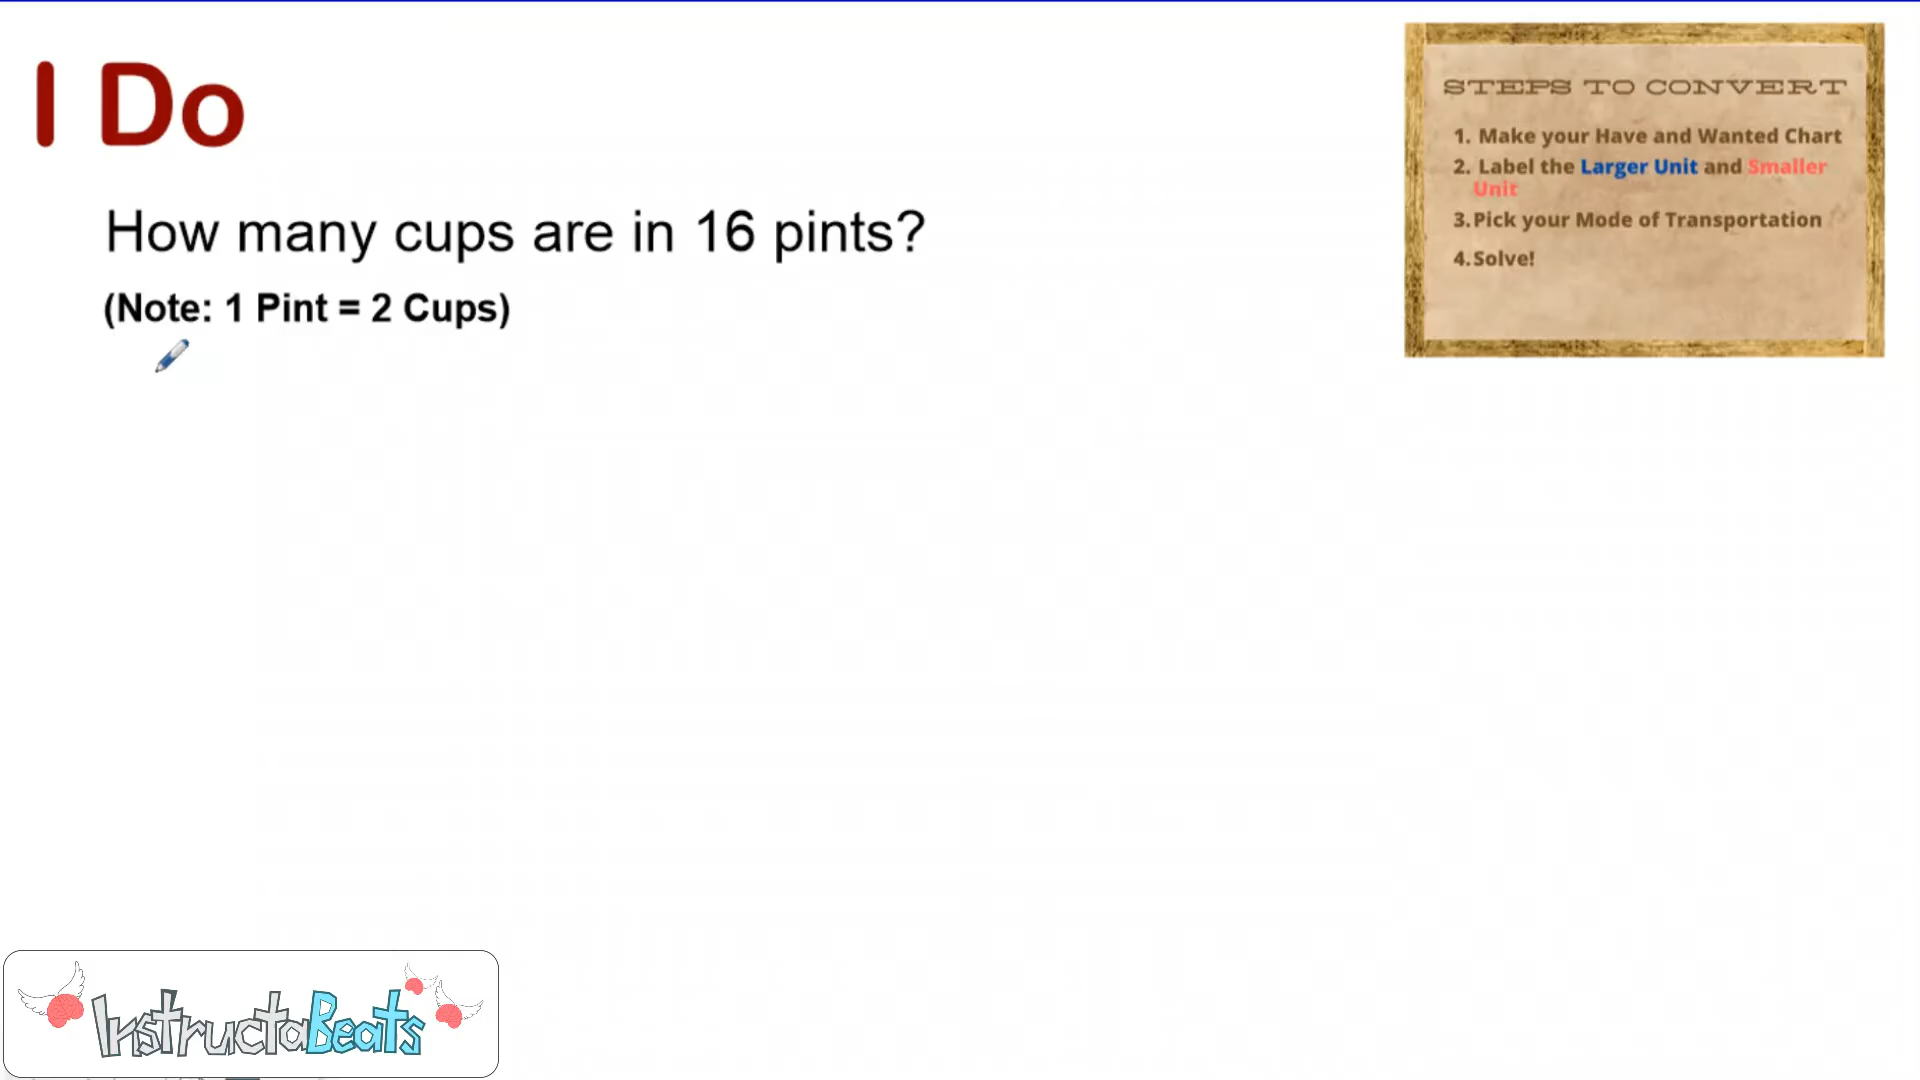 I Do
How many cups are in 16 pints?
(Note: 1 Pint = 2 Cups)
STEPS TO CONVERT
1. Make your Have and Wanted Chart
2. Label the Larger Unit and Smaller
Unit
3.Pick your Mode of Transportation
4.Solve!
InstructaBeats